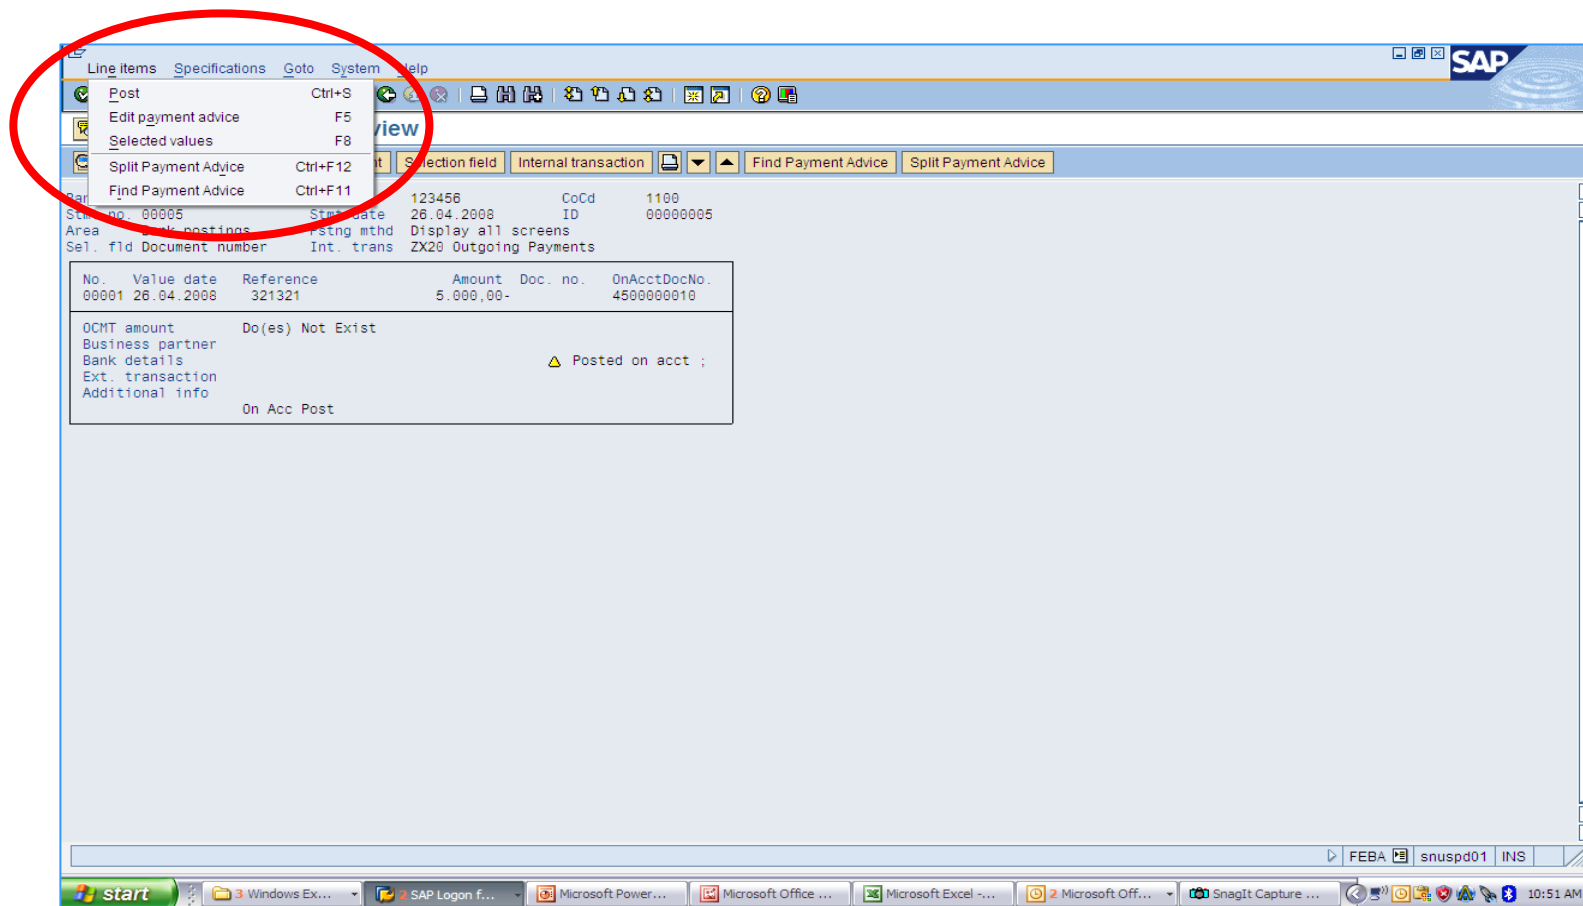 Line items Specifications Goto System Help
SAP
Post Ctrl+S
Edit payment advice F5
Selected values F8
Split Payment Advice Ctrl+F12
Find Payment Advice Ctrl+F11
Selection field Internal transaction Find Payment Advice Split Payment Advice
123456 CoCd 1100
no. 00005 Stmt date 26.04.2008 ID 00000005
Area Bank postings Pstng mthd Display all screens
Sel. fld Document number Int. trans ZX20 Outgoing Payments
No. Value date Reference Amount Doc. no. OnAcctDocNo.
00001 26.04.2008 321321 5.000,00- 4500000010
OCMT amount Do(es) Not Exist
Business partner
Bank details Posted on acct ;
Ext. transaction
Additional info
On Acc Post
FEBA snuspd01 INS
start 3 Windows Ex... 2 SAP Logon f... Microsoft Power... Microsoft Office ... Microsoft Excel -... 2 Microsoft Off... SnagIt Capture ... 10:51 AM